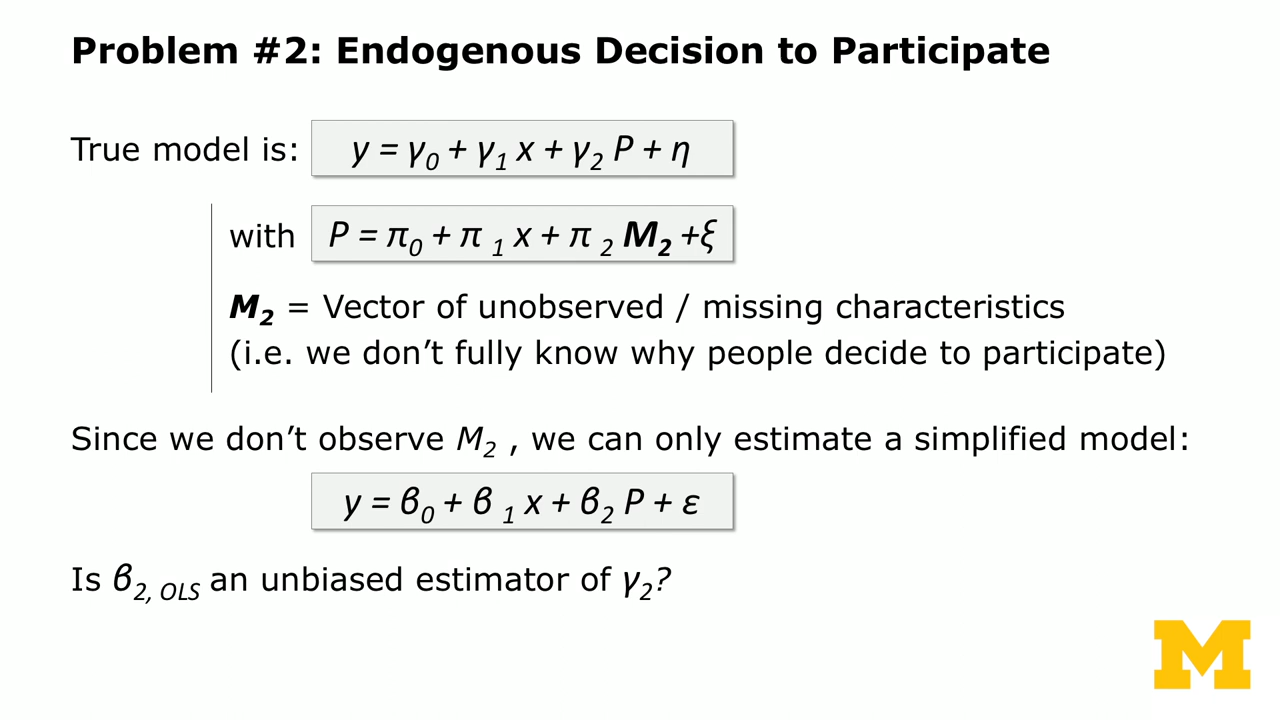 Problem #2: Endogenous Decision to Participate
True model is: y = γ₀ + γ₁ x + γ₂ P + η
with P = π₀ + π ₁ x + π ₂ M₂ +ξ
M₂ = Vector of unobserved / missing characteristics
(i.e. we don’t fully know why people decide to participate)
Since we don’t observe M₂ , we can only estimate a simplified model:
y = β₀ + β ₁ x + β₂ P + ε
Is β₂, OLS an unbiased estimator of γ₂?
M